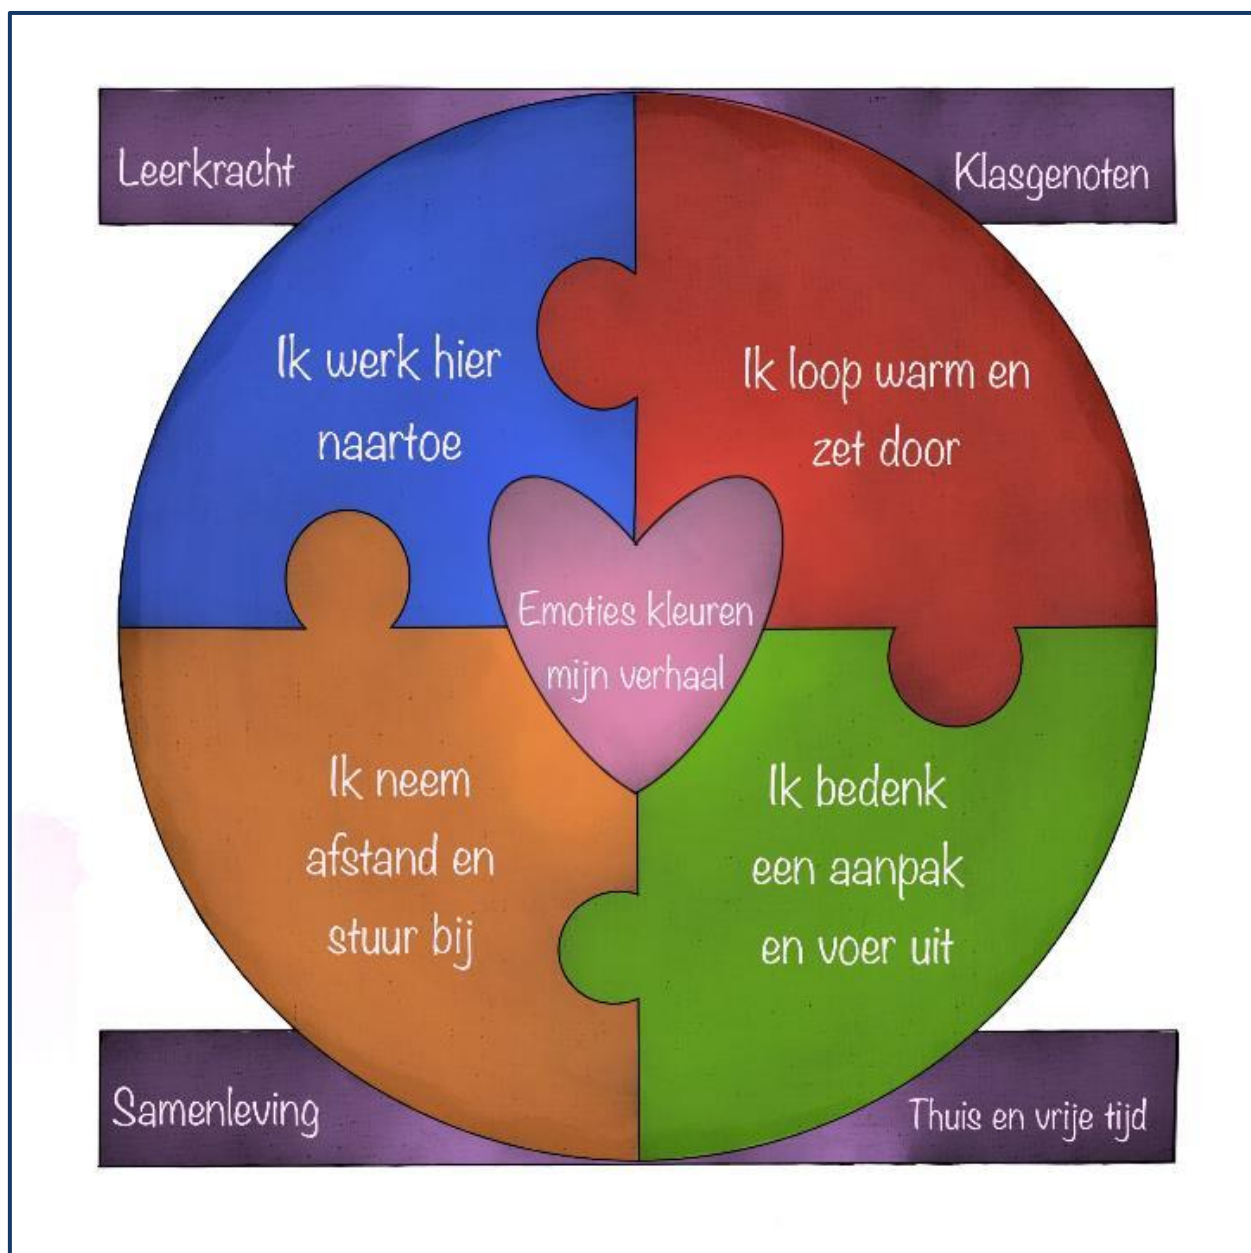 Leerkracht
Klasgenoten
Ik werk hier
naartoe
Ik loop warm en
zet door
Emoties kleuren
mijn verhaal
Ik neem
afstand en
stuur bij
Ik bedenk
een aanpak
en voer uit
Samenleving
Thuis en vrije tijd